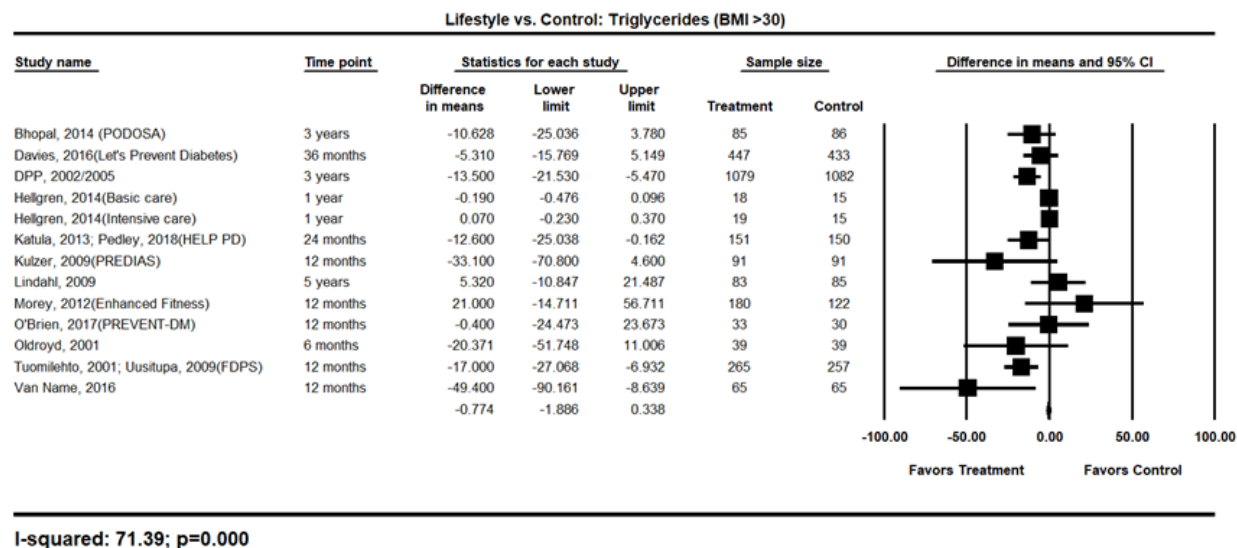 Lifestyle vs. Control: Triglycerides (BMI >30)
Study name Time point Statistics for each study Sample size Difference in means and 95% CI
Difference in means Lower limit Upper limit Treatment Control
Bhopal, 2014 (PODOSA) 3 years -10.628 -25.036 3.780 85 86
Davies, 2016(Let's Prevent Diabetes) 36 months -5.310 -15.769 5.149 447 433
DPP, 2002/2005 3 years -13.500 -21.530 -5.470 1079 1082
Hellgren, 2014(Basic care) 1 year -0.190 -0.476 0.096 18 15
Hellgren, 2014(Intensive care) 1 year 0.070 -0.230 0.370 19 15
Katula, 2013; Pedley, 2018(HELP PD) 24 months -12.600 -25.038 -0.162 151 150
Kulzer, 2009(PREDIAS) 12 months -33.100 -70.800 4.600 91 91
Lindahl, 2009 5 years 5.320 -10.847 21.487 83 85
Morey, 2012(Enhanced Fitness) 12 months 21.000 -14.711 56.711 180 122
O'Brien, 2017(PREVENT-DM) 12 months -0.400 -24.473 23.673 33 30
Oldroyd, 2001 6 months -20.371 -51.748 11.006 39 39
Tuomilehto, 2001; Uusitupa, 2009(FDPS) 12 months -17.000 -27.068 -6.932 265 257
Van Name, 2016 12 months -49.400 -90.161 -8.639 65 65
-0.774 -1.886 0.338
-100.00 -50.00 0.00 50.00 100.00
Favors Treatment Favors Control
I-squared: 71.39; p=0.000